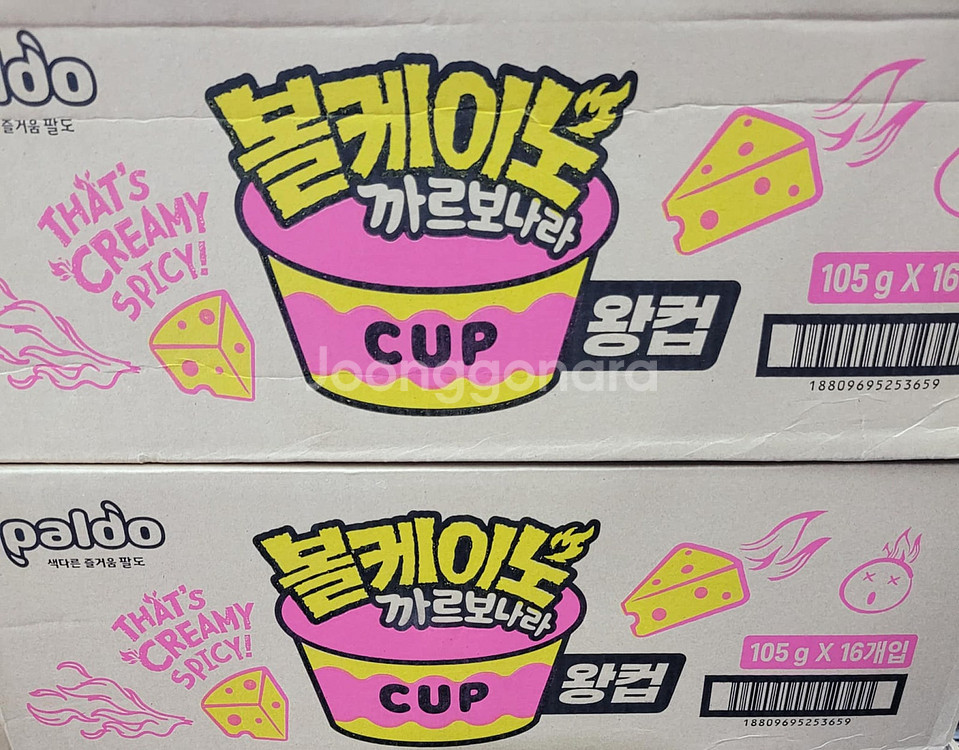 paldo
즐거움 팔도
볼케이노
까르보나라
THAT'S
CREAMY
SPICY!
CUP
왕컵
105 g X 16
18809695253659
Joonggonara
paldo
색다른 즐거움 팔도
볼케이노
까르보나라
THAT'S
CREAMY
SPICY!
CUP
왕컵
105 g X 16개입
18809695253659